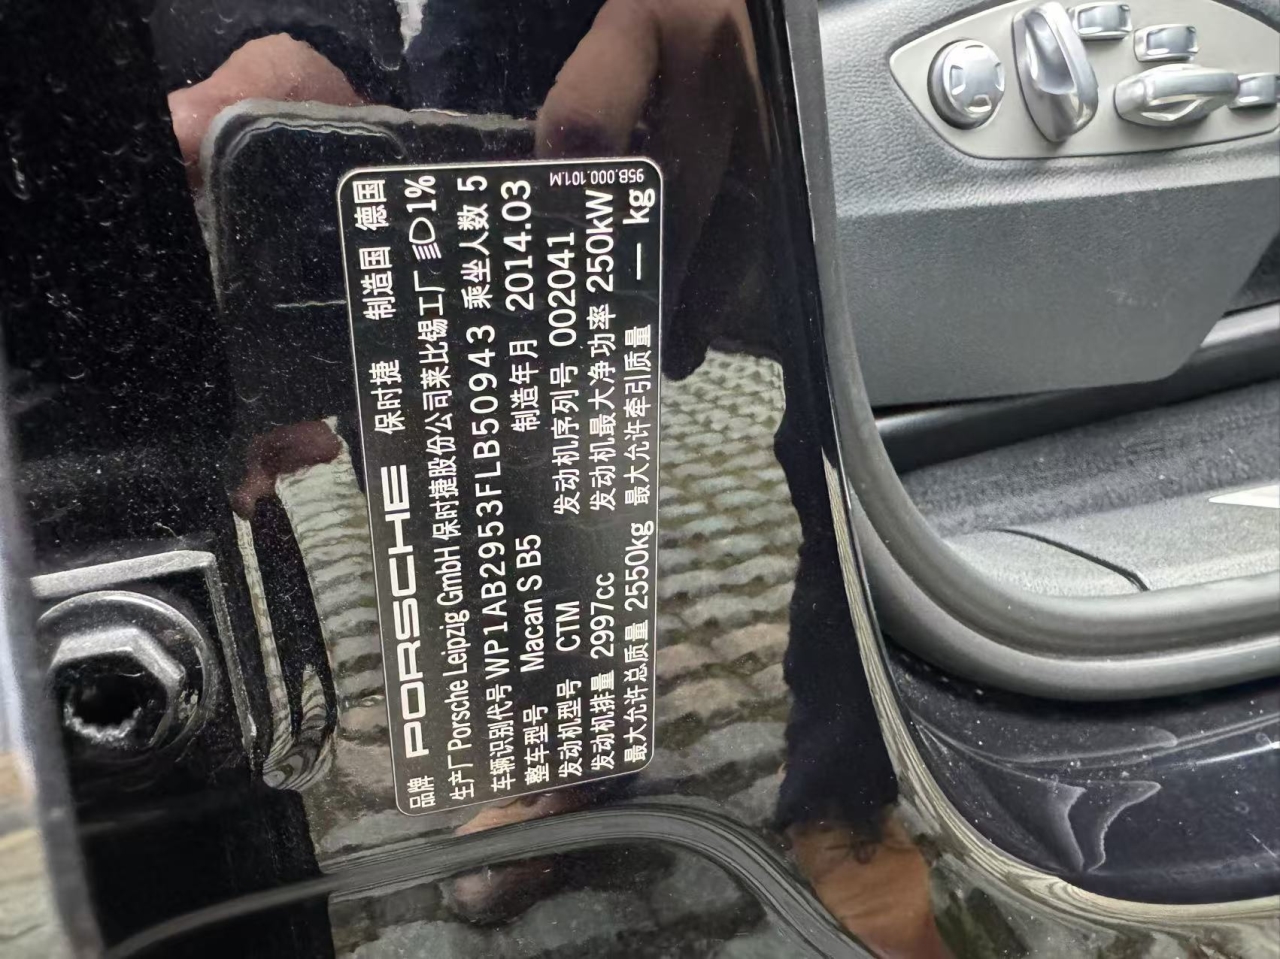 品牌 PORSCHE 保时捷 制造国 德国
生产厂 Porsche Leipzig GmbH 保时捷股份公司莱比锡工厂 1%
车辆识别代号 WP1AB2953FLB50943 乘坐人数 5
整车型号 Macan S B5 制造年月 2014.03
发动机型号 CTM 发动机序列号 002041
发动机排量 2997cc 发动机最大净功率 250kW
最大允许总质量 2550kg 最大允许牵引质量 — kg
95B.000.101.M